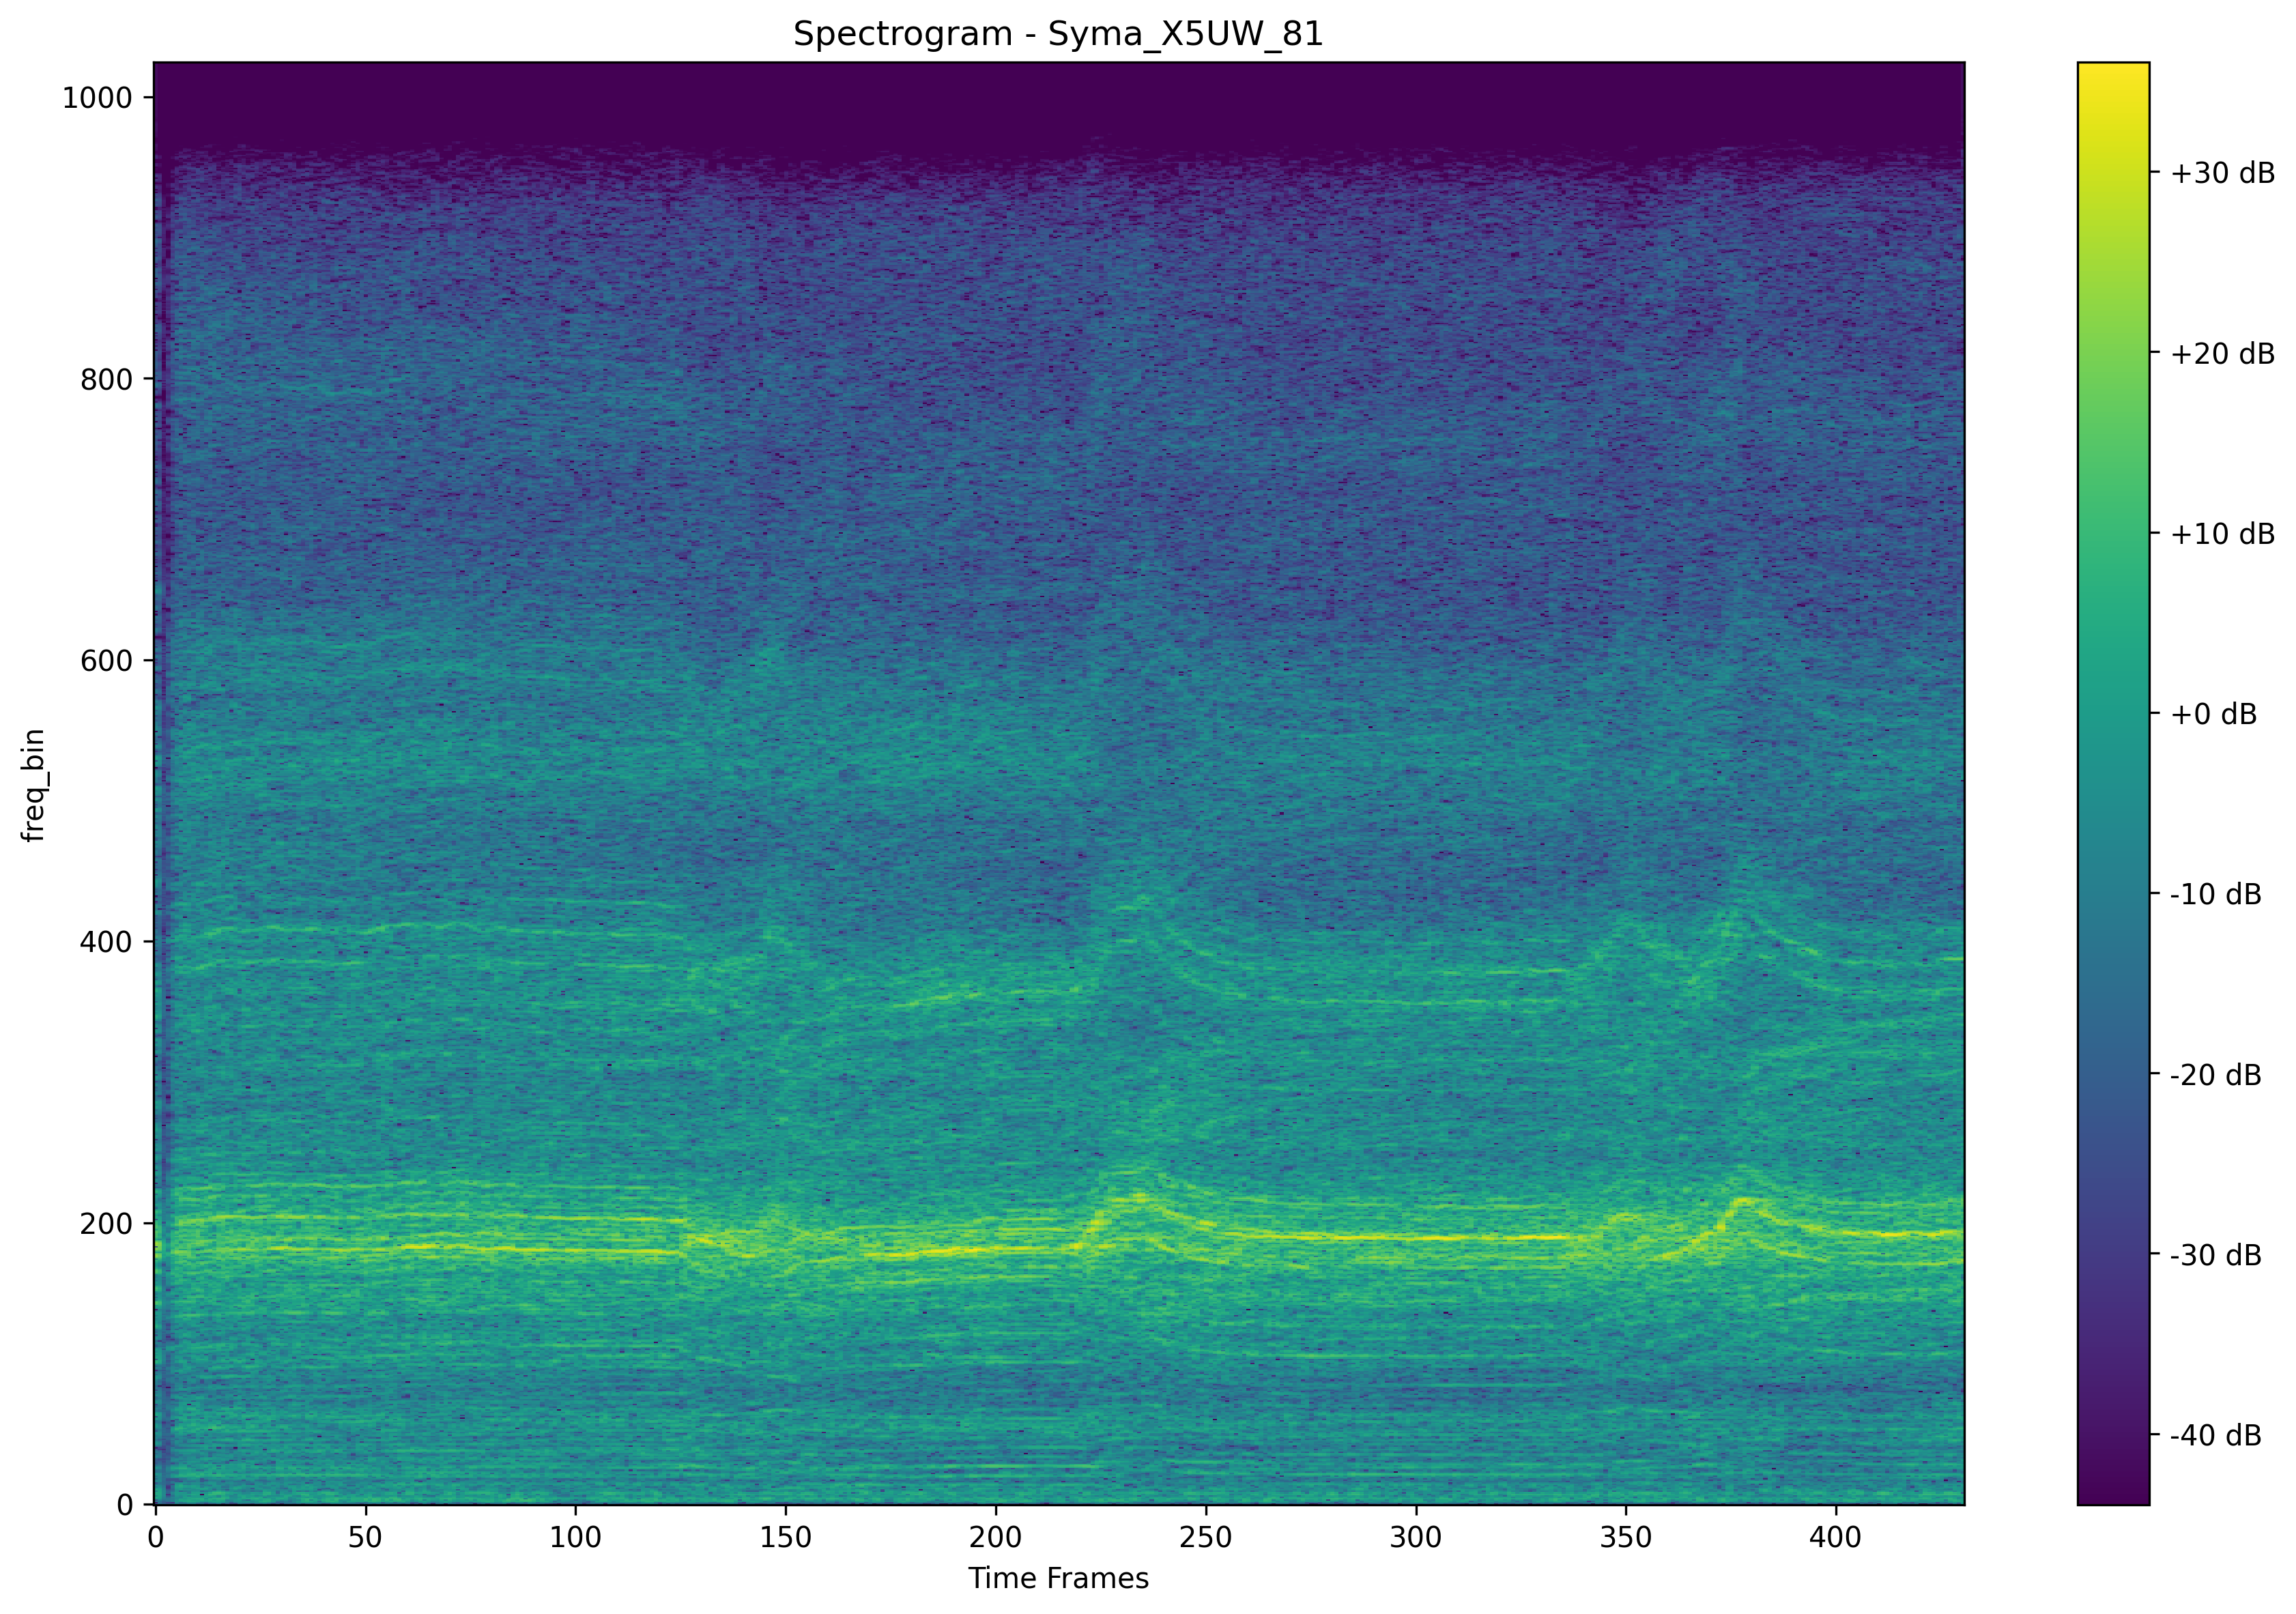 Spectrogram - Syma_X5UW_81
1000
800
600
400
200
0
freq_bin
0 50 100 150 200 250 300 350 400
Time Frames
+30 dB
+20 dB
+10 dB
+0 dB
-10 dB
-20 dB
-30 dB
-40 dB